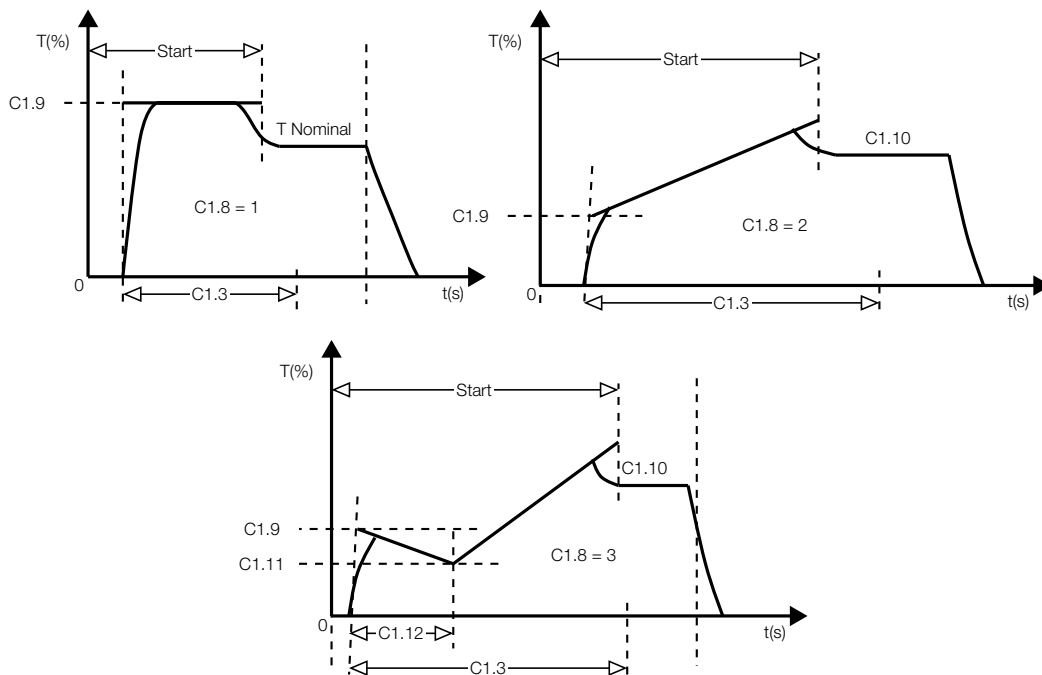 T(%)
Start
C1.9
T Nominal
C1.8 = 1
0
C1.3
t(s)
T(%)
Start
C1.10
C1.9
C1.8 = 2
0
C1.3
t(s)
T(%)
Start
C1.10
C1.9
C1.11
C1.8 = 3
0
C1.12
t(s)
C1.3